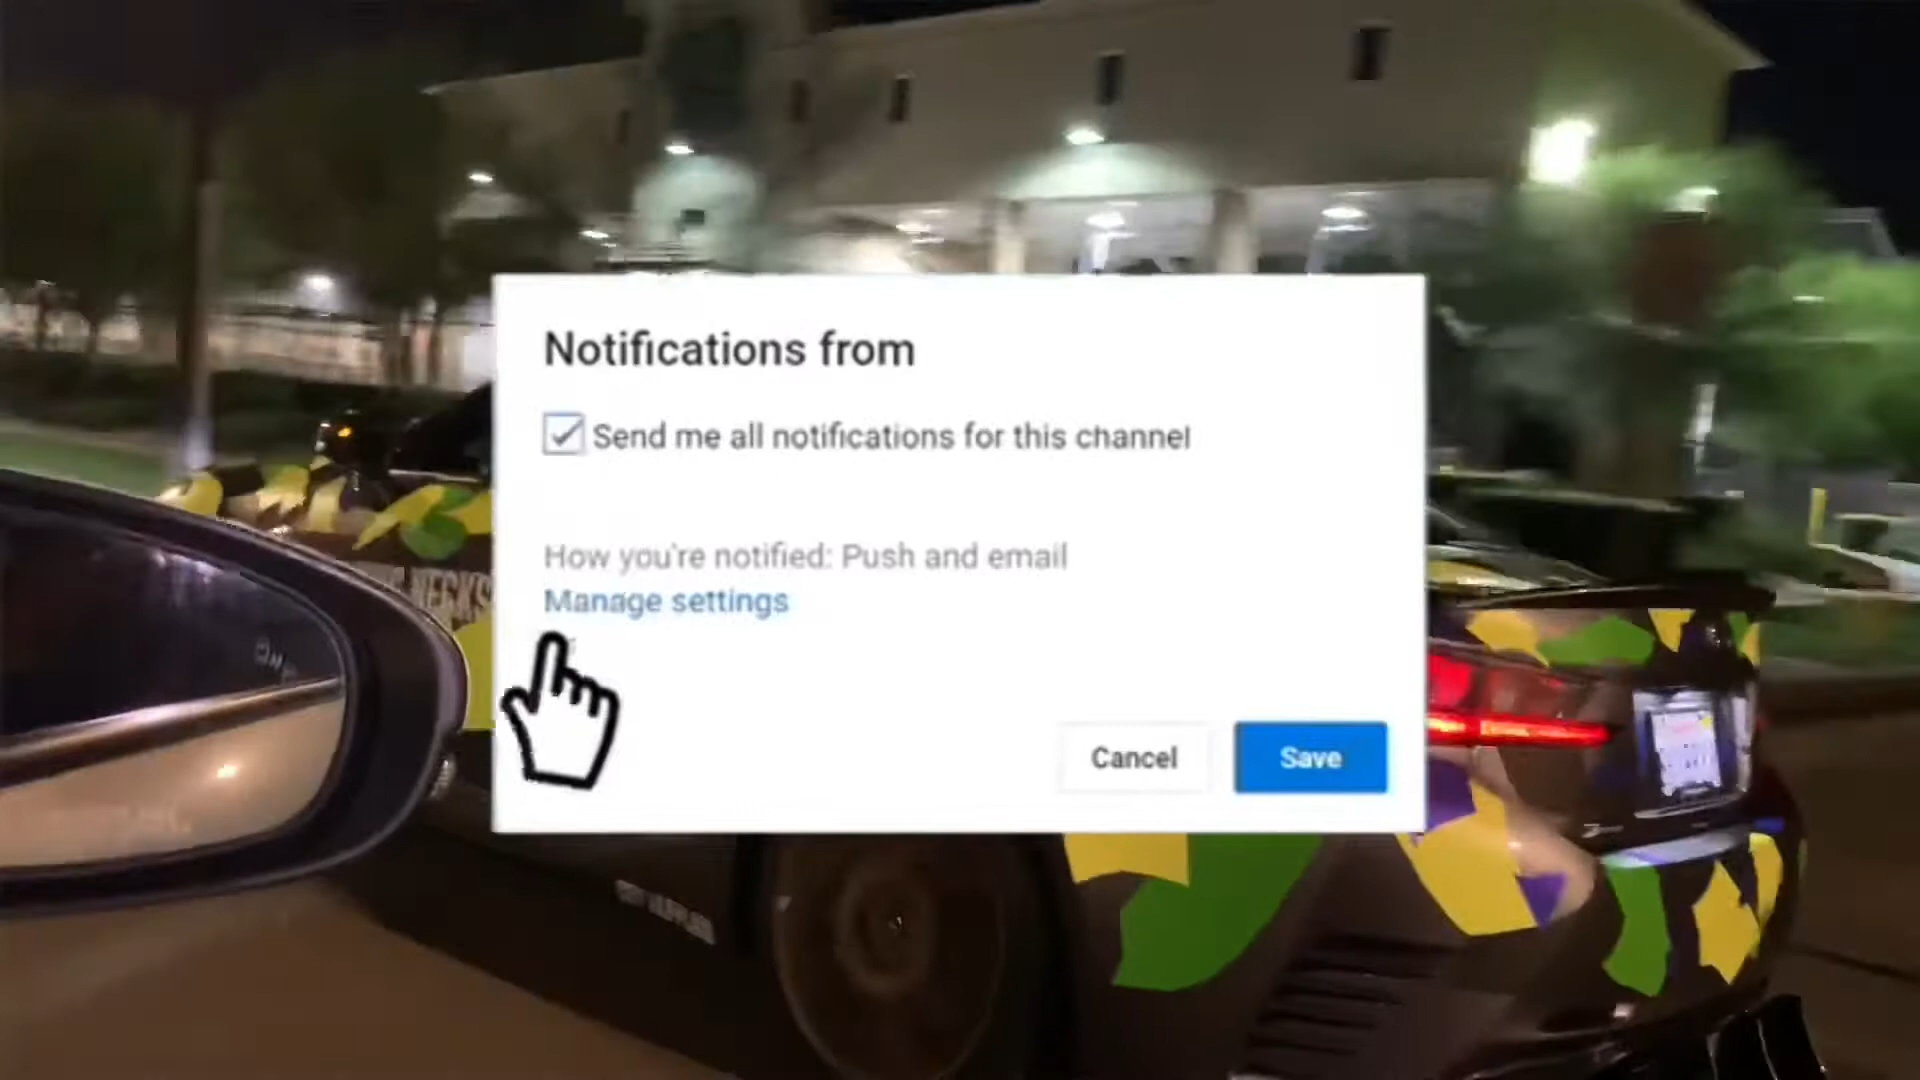 Notifications from
Send me all notifications for this channel
How you're notified: Push and email
Manage settings
Cancel
Save